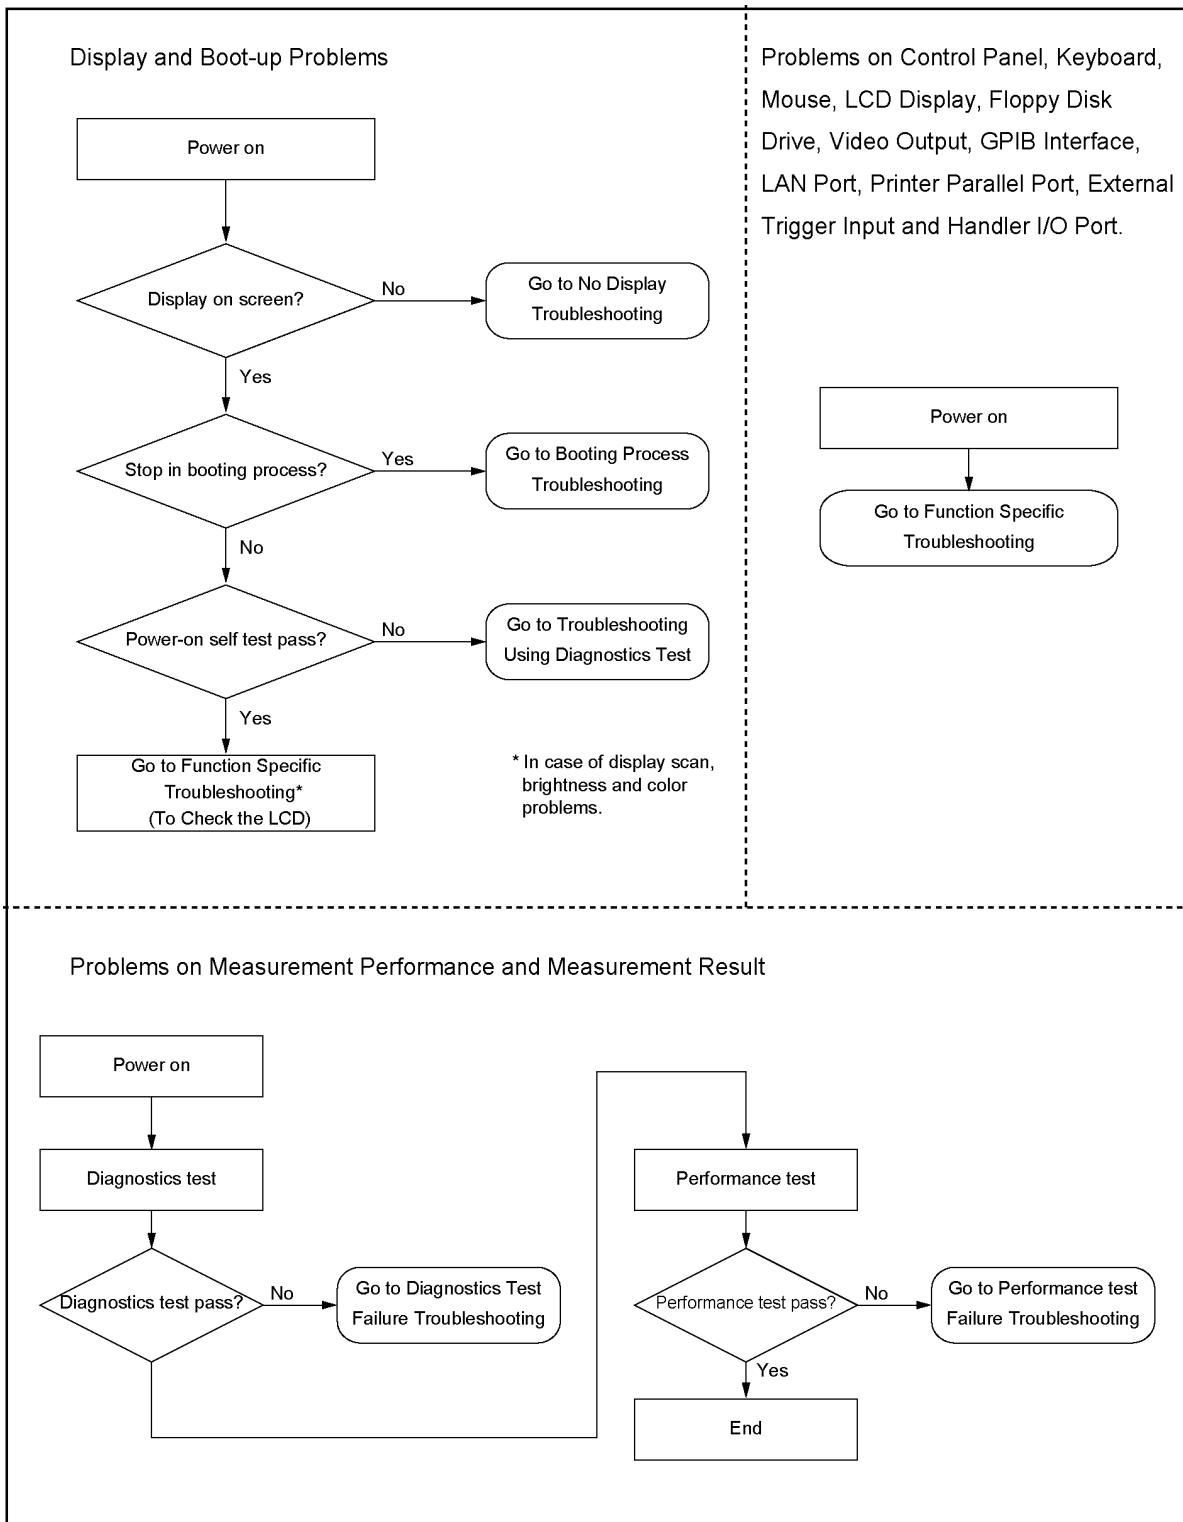 Display and Boot-up Problems
Power on
Display on screen?
No
Go to No Display
Troubleshooting
Yes
Stop in booting process?
Yes
Go to Booting Process
Troubleshooting
No
Power-on self test pass?
No
Go to Troubleshooting
Using Diagnostics Test
Yes
Go to Function Specific
Troubleshooting*
(To Check the LCD)
* In case of display scan,
brightness and color
problems.
Problems on Control Panel, Keyboard,
Mouse, LCD Display, Floppy Disk
Drive, Video Output, GPIB Interface,
LAN Port, Printer Parallel Port, External
Trigger Input and Handler I/O Port.
Power on
Go to Function Specific
Troubleshooting
Problems on Measurement Performance and Measurement Result
Power on
Diagnostics test
Diagnostics test pass?
No
Go to Diagnostics Test
Failure Troubleshooting
Performance test
Performance test pass?
No
Go to Performance test
Failure Troubleshooting
Yes
End